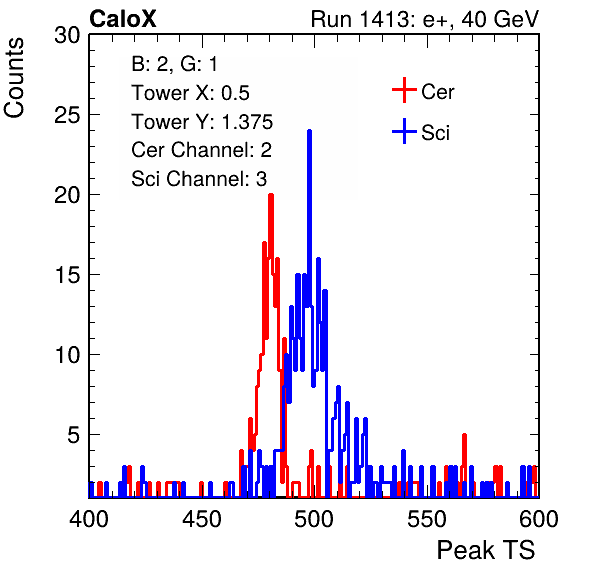 CaloX Run 1413: e+, 40 GeV
Counts
30
25
20
15
10
5
B: 2, G: 1
Tower X: 0.5
Tower Y: 1.375
Cer Channel: 2
Sci Channel: 3
Cer
Sci
400 450 500 550 600
Peak TS